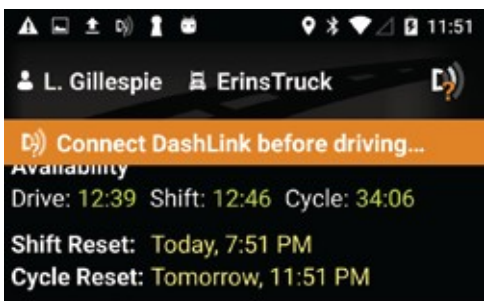 11:51
L. Gillespie ErinsTruck
Connect DashLink before driving...
Availability
Drive: 12:39 Shift: 12:46 Cycle: 34:06
Shift Reset: Today, 7:51 PM
Cycle Reset: Tomorrow, 11:51 PM